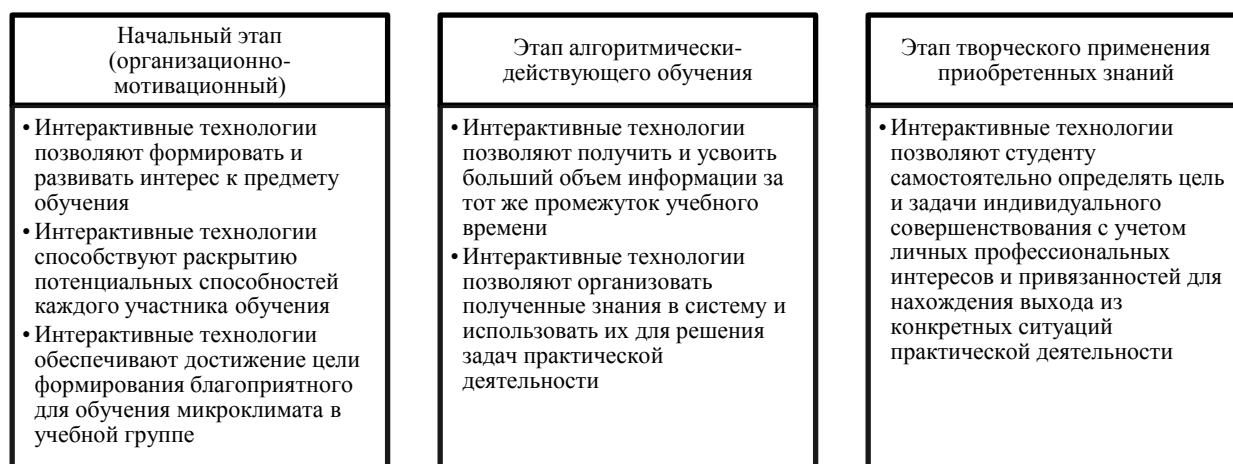 Начальный этап
(организационно-
мотивационный)
• Интерактивные технологии
позволяют формировать и
развивать интерес к предмету
обучения
• Интерактивные технологии
способствуют раскрытию
потенциальных способностей
каждого участника обучения
• Интерактивные технологии
обеспечивают достижение цели
формирования благоприятного
для обучения микроклимата в
учебной группе
Этап алгоритмически-
действующего обучения
• Интерактивные технологии
позволяют получить и усвоить
больший объем информации за
тот же промежуток учебного
времени
• Интерактивные технологии
позволяют организовать
полученные знания в систему и
использовать их для решения
задач практической
деятельности
Этап творческого применения
приобретенных знаний
• Интерактивные технологии
позволяют студенту
самостоятельно определять цель
и задачи индивидуального
совершенствования с учетом
личных профессиональных
интересов и привязанностей для
нахождения выхода из
конкретных ситуаций
практической деятельности